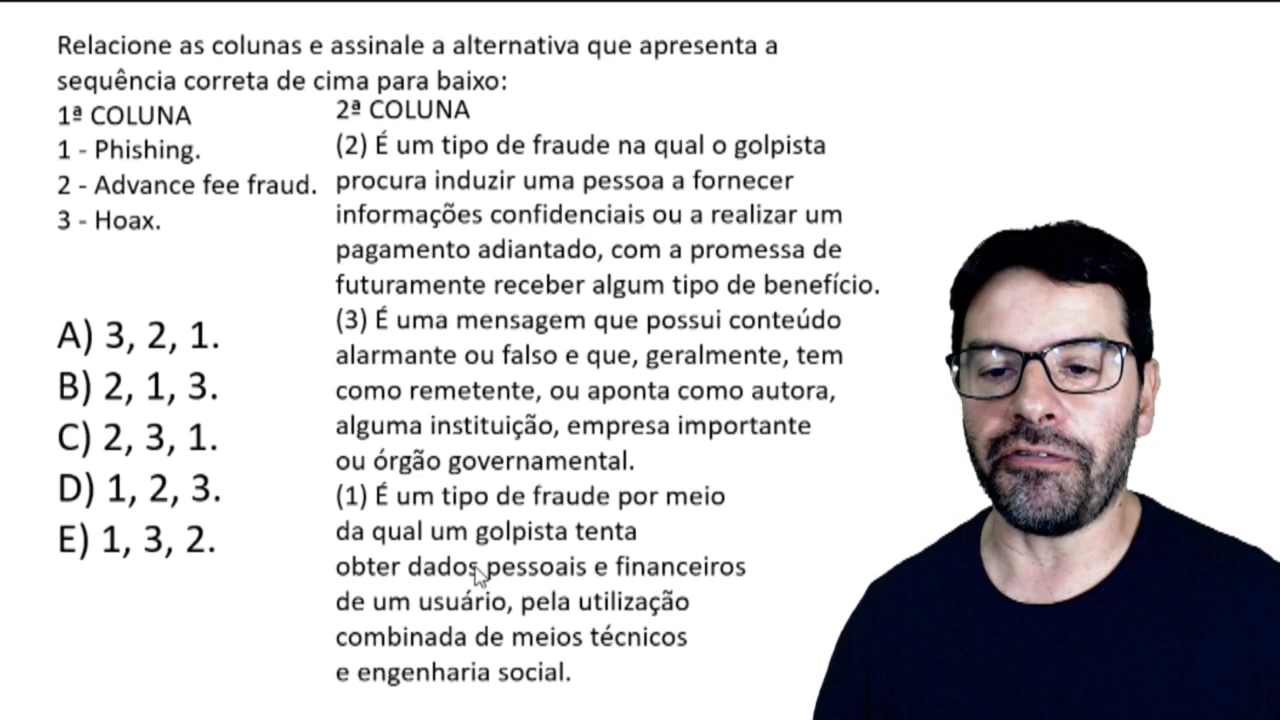 Relacione as colunas e assinale a alternativa que apresenta a
sequência correta de cima para baixo:
1ª COLUNA
1 - Phishing.
2 - Advance fee fraud.
3 - Hoax.
A) 3, 2, 1.
B) 2, 1, 3.
C) 2, 3, 1.
D) 1, 2, 3.
E) 1, 3, 2.
2ª COLUNA
(2) É um tipo de fraude na qual o golpista
procura induzir uma pessoa a fornecer
informações confidenciais ou a realizar um
pagamento adiantado, com a promessa de
futuramente receber algum tipo de benefício.
(3) É uma mensagem que possui conteúdo
alarmante ou falso e que, geralmente, tem
como remetente, ou aponta como autora,
alguma instituição, empresa importante
ou órgão governamental.
(1) É um tipo de fraude por meio
da qual um golpista tenta
obter dados pessoais e financeiros
de um usuário, pela utilização
combinada de meios técnicos
e engenharia social.